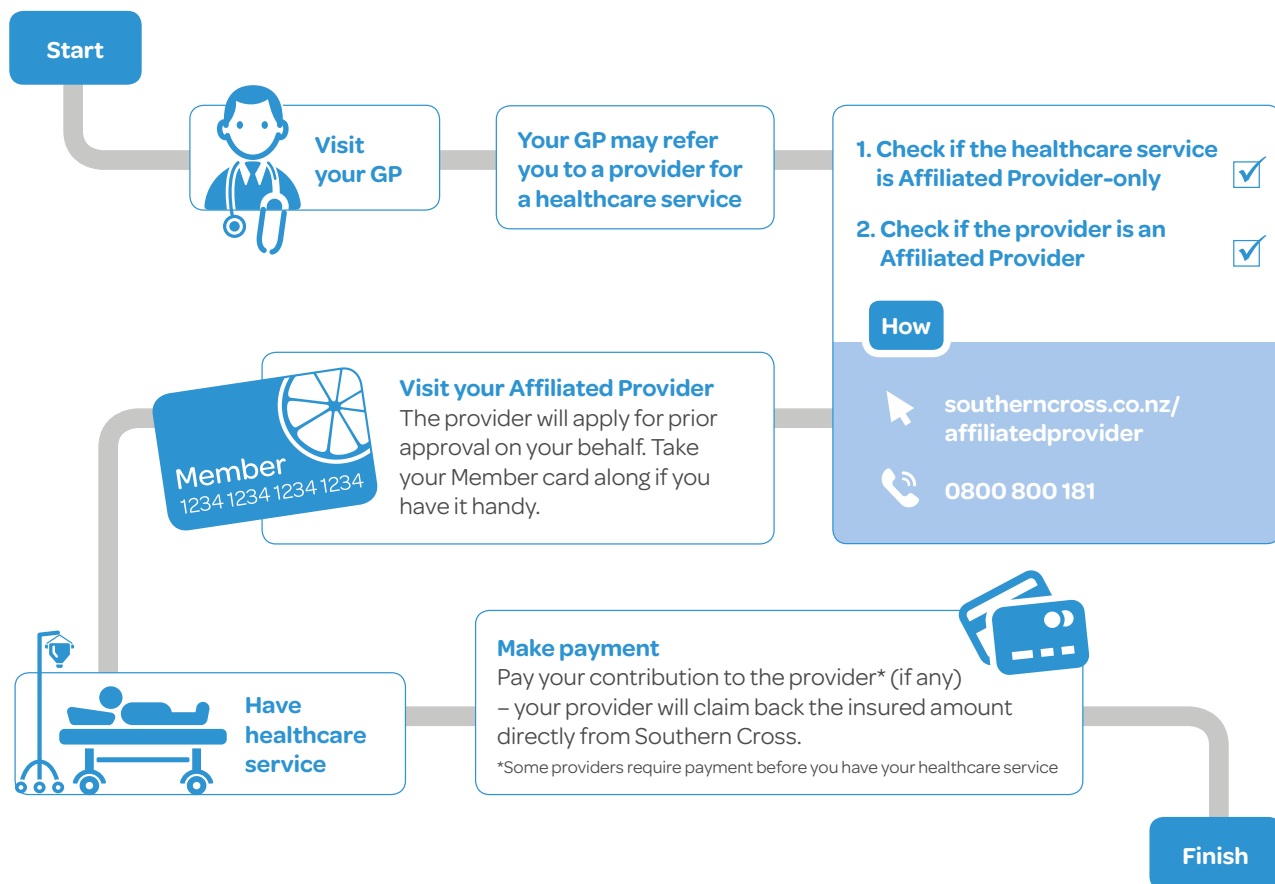 Start
Visit
your GP
Your GP may refer
you to a provider for
a healthcare service
1. Check if the healthcare service
is Affiliated Provider-only
2. Check if the provider is an
Affiliated Provider
How
southerncross.co.nz/
affiliatedprovider
0800 800 181
Visit your Affiliated Provider
The provider will apply for prior
approval on your behalf. Take
your Member card along if you
have it handy.
Member
1234 1234 1234 1234
Have
healthcare
service
Make payment
Pay your contribution to the provider* (if any)
– your provider will claim back the insured amount
directly from Southern Cross.
*Some providers require payment before you have your healthcare service
Finish